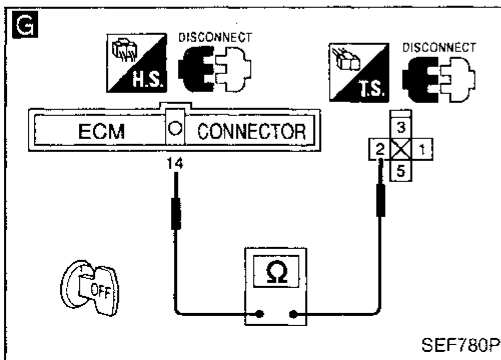 G
DISCONNECT
H.S.
DISCONNECT
T.S.
ECM CONNECTOR
3
2 1
5
14
Ω
OFF
SEF780P